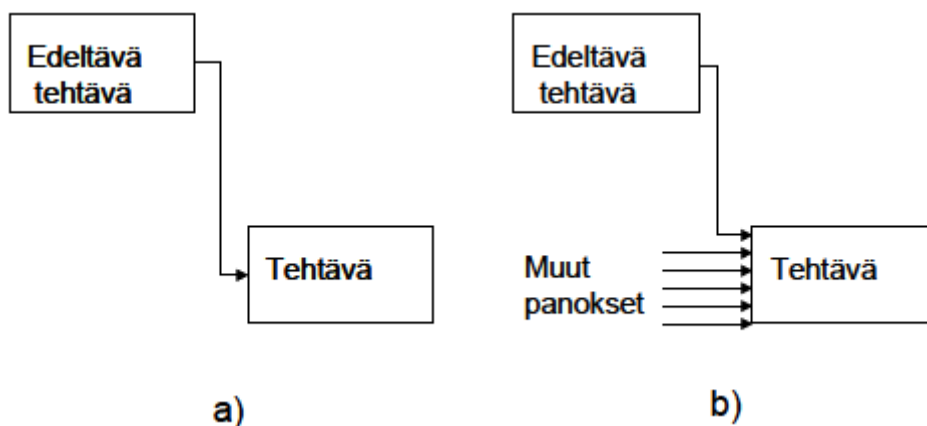 Edeltävä
tehtävä
Tehtävä
a)
Edeltävä
tehtävä
Muut
panokset
Tehtävä
b)